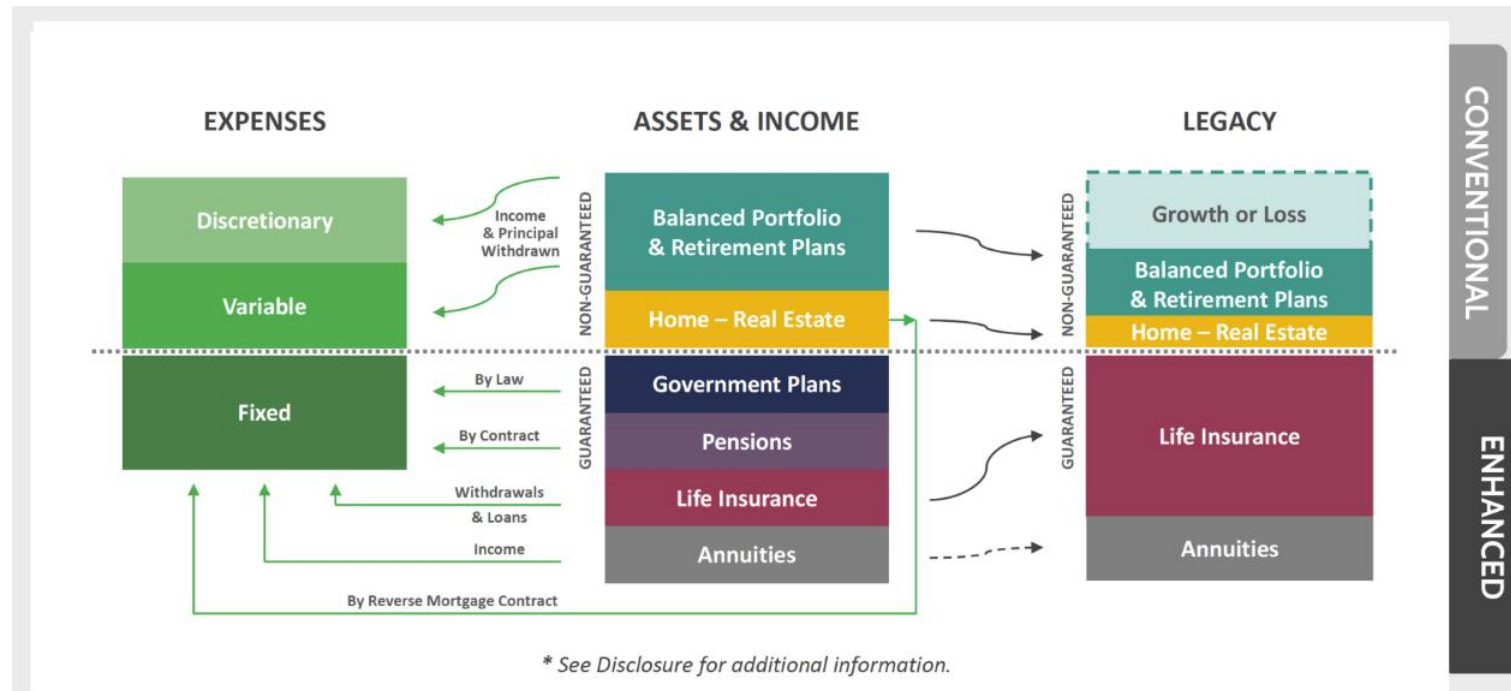 EXPENSES
Discretionary
Variable
Fixed
Income
& Principal
Withdrawn
By Law
By Contract
Withdrawals
& Loans
Income
By Reverse Mortgage Contract
ASSETS & INCOME
NON-GUARANTEED
GUARANTEED
Balanced Portfolio
& Retirement Plans
Home – Real Estate
Government Plans
Pensions
Life Insurance
Annuities
LEGACY
NON-GUARANTEED
GUARANTEED
Growth or Loss
Balanced Portfolio
& Retirement Plans
Home – Real Estate
Life Insurance
Annuities
CONVENTIONAL
ENHANCED
* See Disclosure for additional information.